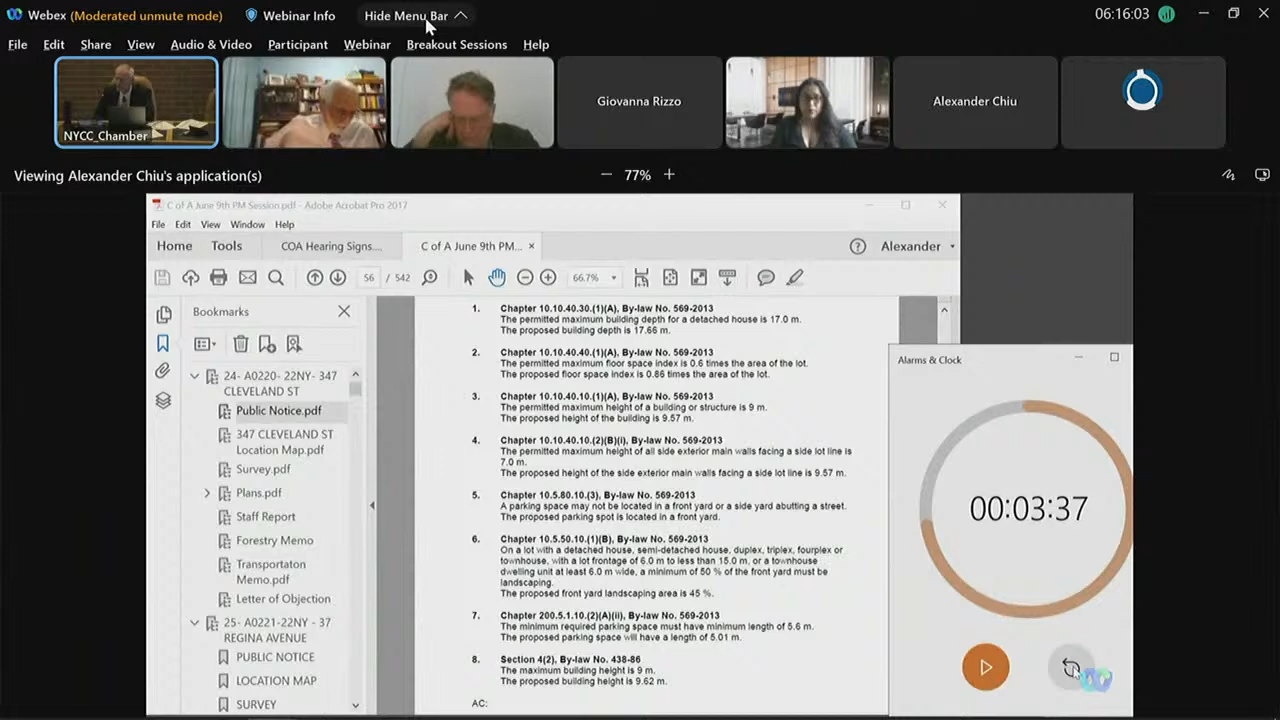 Webex (Moderated unmute mode) Webinar Info Hide Menu Bar 06:16:03
File Edit Share View Audio & Video Participant Webinar Breakout Sessions Help
NYCC_Chamber
Giovanna Rizzo
Alexander Chiu
Viewing Alexander Chiu's application(s)
77%
C of A June 9th PM Session.pdf - Adobe Acrobat Pro 2017
File Edit View Window Help
Home Tools COA Hearing Signs.... C of A June 9th PM... × Alexander
56 / 542 66.7%
Bookmarks
24- A0220- 22NY- 347
CLEVELAND ST
Public Notice.pdf
347 CLEVELAND ST
Location Map.pdf
Survey.pdf
Plans.pdf
Staff Report
Forestry Memo
Transportaton
Memo.pdf
Letter of Objection
25- A0221-22NY - 37
REGINA AVENUE
PUBLIC NOTICE
LOCATION MAP
SURVEY
1. Chapter 10.10.40.30.(1)(A), By-law No. 569-2013
The permitted maximum building depth for a detached house is 17.0 m.
The proposed building depth is 17.66 m.
2. Chapter 10.10.40.40.(1)(A), By-law No. 569-2013
The permitted maximum floor space index is 0.6 times the area of the lot.
The proposed floor space index is 0.86 times the area of the lot.
3. Chapter 10.10.40.10.(1)(A), By-law No. 569-2013
The permitted maximum height of a building or structure is 9 m.
The proposed height of the building is 9.57 m.
4. Chapter 10.10.40.10.(2)(B)(i), By-law No. 569-2013
The permitted maximum height of all side exterior main walls facing a side lot line is
7.0 m.
The proposed height of the side exterior main walls facing a side lot line is 9.57 m.
5. Chapter 10.5.80.10.(3), By-law No. 569-2013
A parking space may not be located in a front yard or a side yard abutting a street.
The proposed parking spot is located in a front yard.
6. Chapter 10.5.50.10.(1)(B), By-law No. 569-2013
On a lot with a detached house, semi-detached house, duplex, triplex, fourplex or
townhouse, with a lot frontage of 6.0 m to less than 15.0 m, or a townhouse
dwelling unit at least 6.0 m wide, a minimum of 50 % of the front yard must be
landscaping.
The proposed front yard landscaping area is 45 %.
7. Chapter 200.5.1.10.(2)(A)(ii), By-law No. 569-2013
The minimum required parking space must have minimum length of 5.6 m.
The proposed parking space will have a length of 5.01 m.
8. Section 4(2), By-law No. 438-86
The maximum building height is 9 m.
The proposed building height is 9.62 m.
AC:
Alarms & Clock
00:03:37